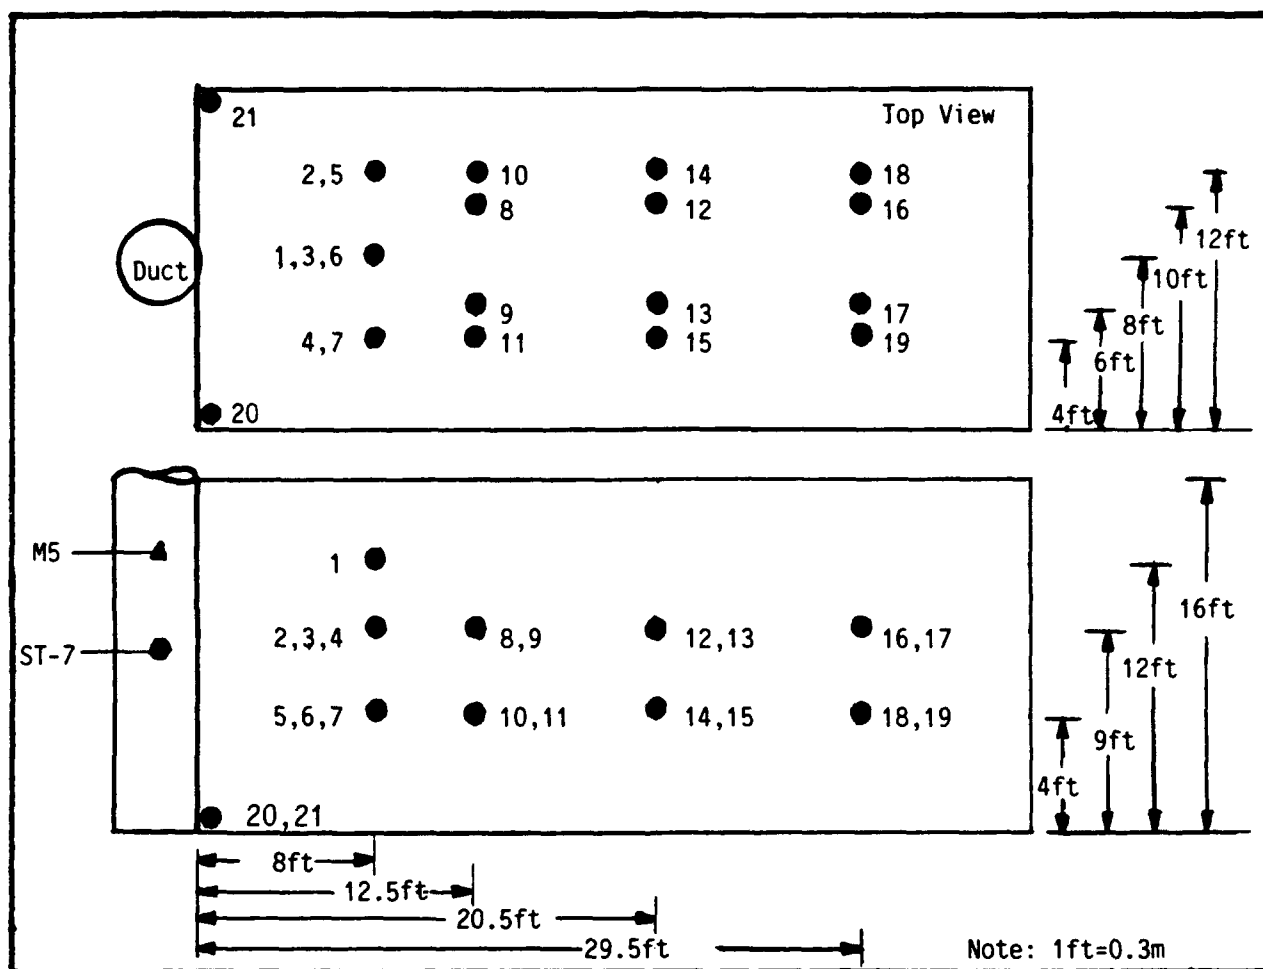 Top View
21
2,5
10
14
18
8
12
16
12ft
1,3,6
Duct
10ft
8ft
9
13
17
4,7
11
15
19
6ft
4ft
20
M5
1
16ft
2,3,4
8,9
12,13
16,17
ST-7
12ft
5,6,7
10,11
14,15
18,19
9ft
4ft
20,21
8ft
12.5ft
20.5ft
29.5ft
Note: 1ft=0.3m